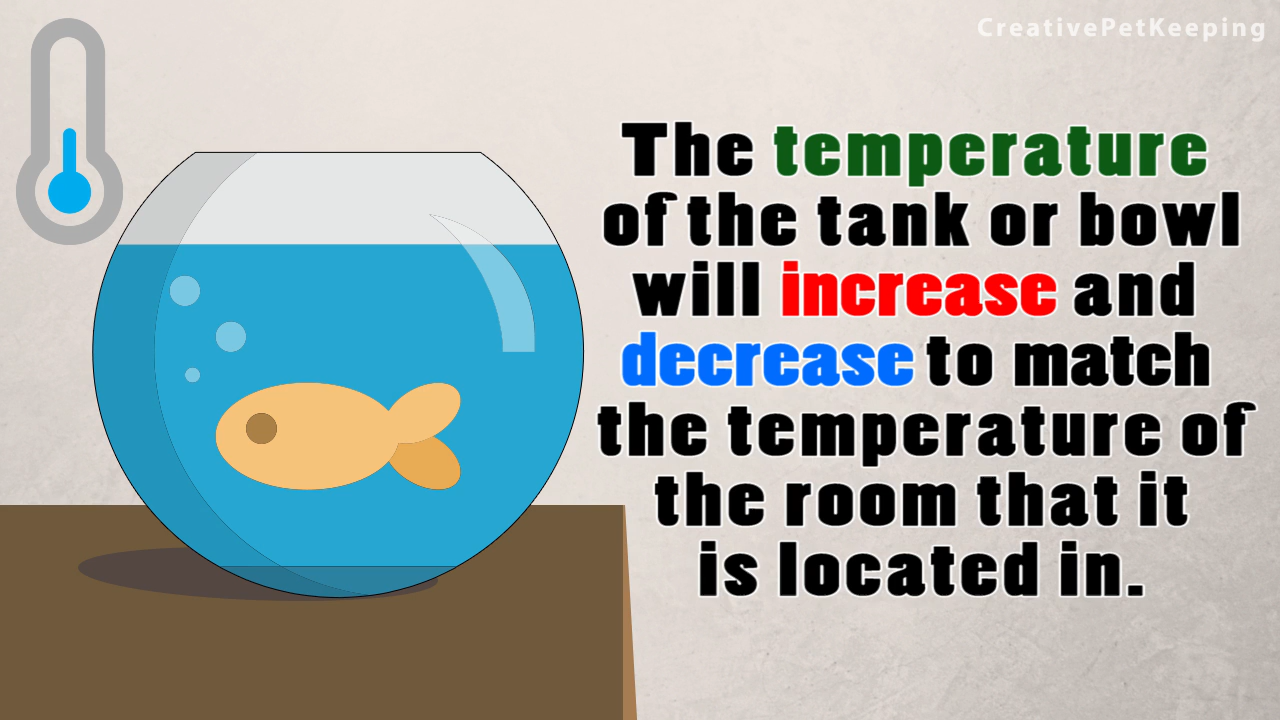 CreativePetKeeping
The temperature
of the tank or bowl
will increase and
decrease to match
the temperature of
the room that it
is located in.